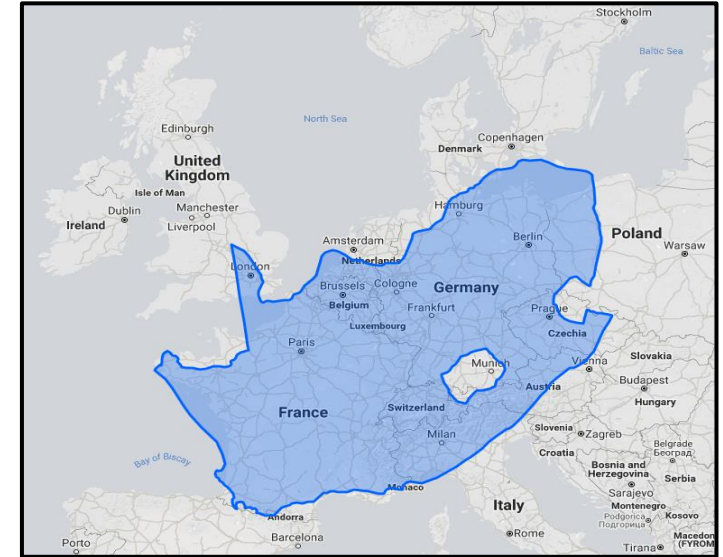 Stockholm
Baltic Sea
North Sea
Edinburgh
Copenhagen
Denmark
United
Kingdom
Isle of Man
Dublin
Manchester
Ireland
Liverpool
Hamburg
Amsterdam
Netherlands
Berlin
Poland
Warsaw
London
Brussels
Cologne
Germany
Belgium
Frankfurt
Prague
Luxembourg
Czechia
Paris
Munich
Vienna
Slovakia
Austria
Budapest
Hungary
France
Switzerland
Milan
Slovenia
Zagreb
Croatia
Belgrade
Београд
Bay of Biscay
Bosnia and
Herzegovina
Serbia
Monaco
Sarajevo
Italy
Montenegro
Podgorica
Подгорица
Kosovo
Andorra
Porto
Barcelona
Rome
Tirana
Macedon
(FYROM